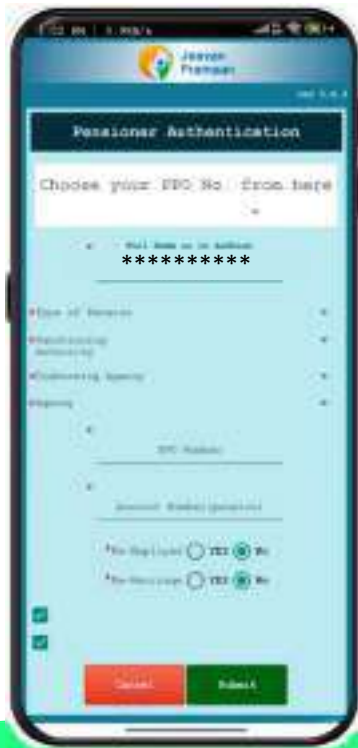 Jeevan
Pramaan
Pensioner Authentication
Choose your PPO No. from here
* Full Name as in Aadhaar
**********
*Type of Pension
*Sanctioning
Authority
*Disbursing Agency
*Agency
*
PPO Number
*
Account Number(pension)
*Re-Employed YES No
*Re-Marriage YES No
Cancel Submit